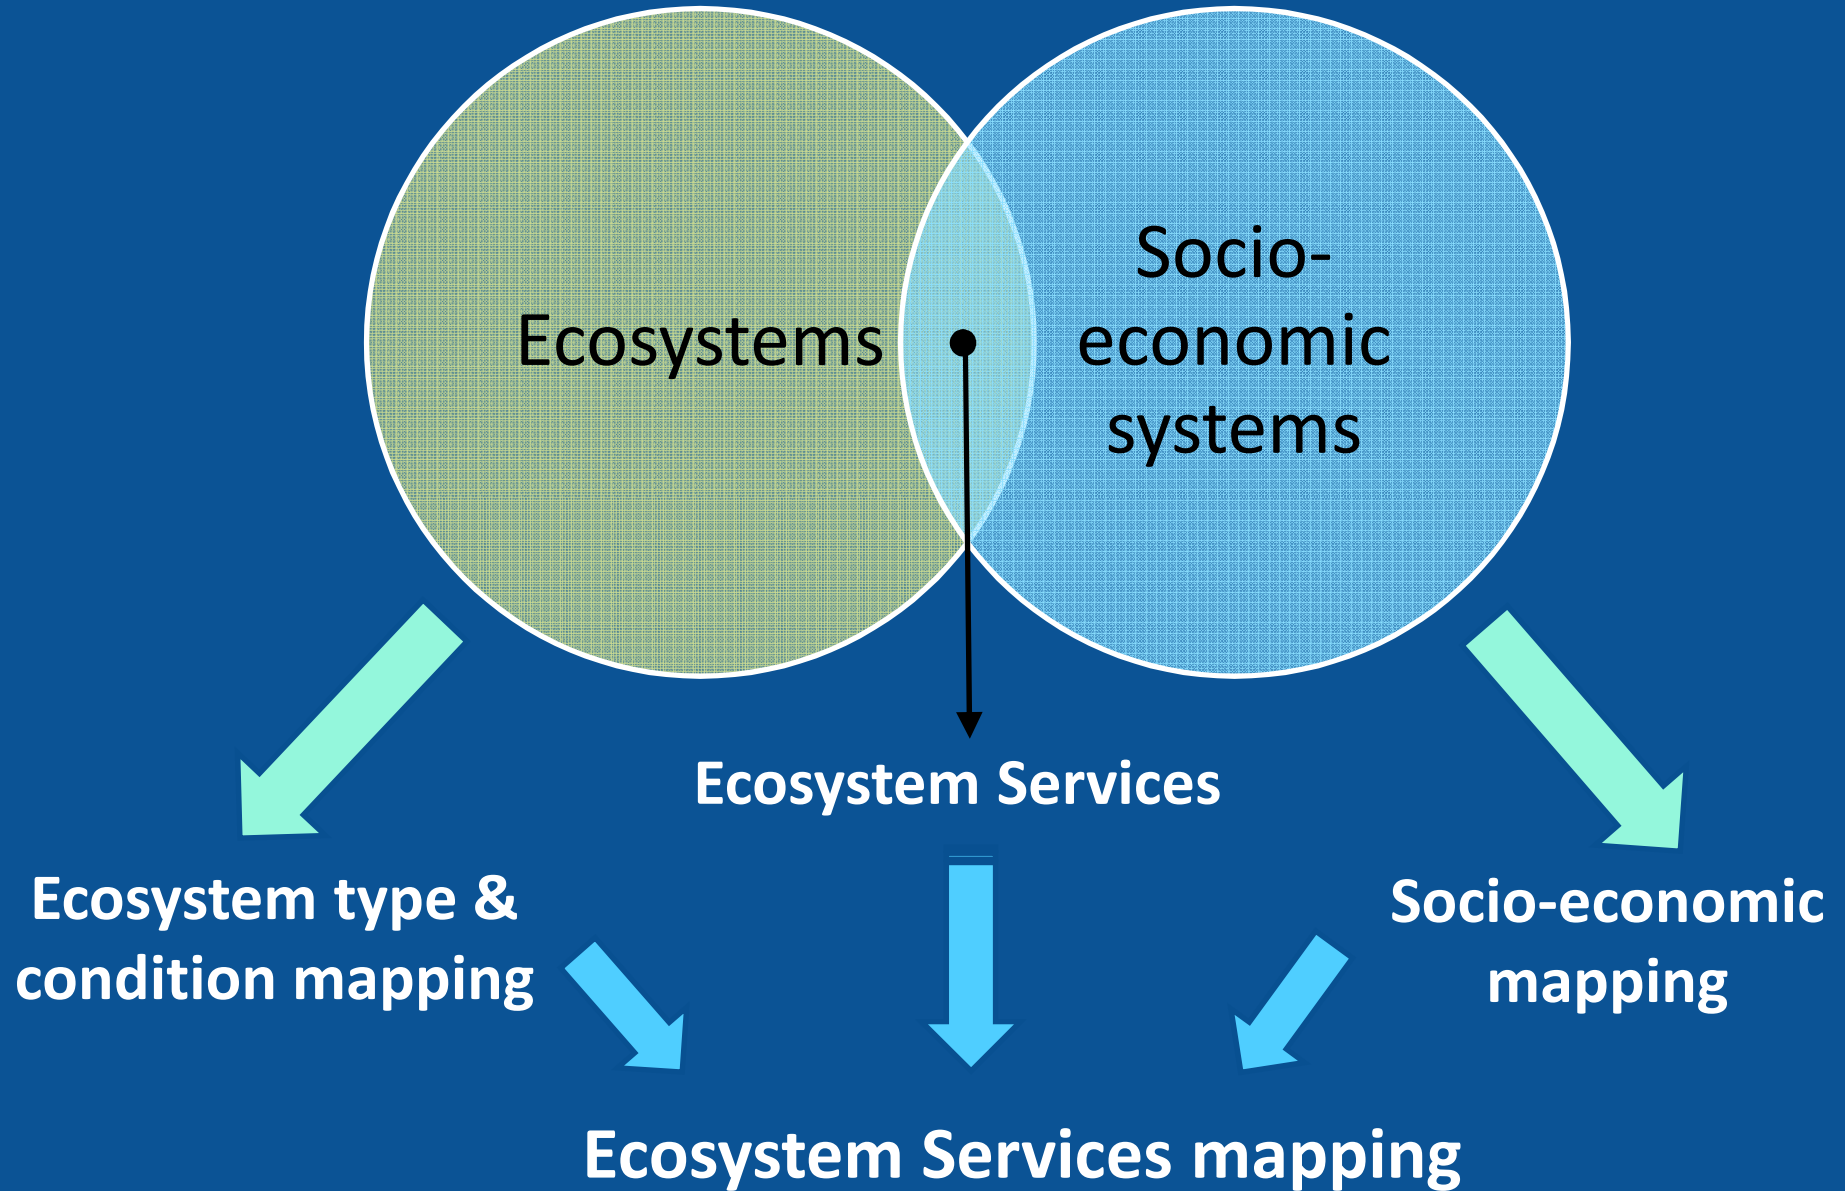 Ecosystems
Socio-
economic
systems
Ecosystem Services
Ecosystem type &
condition mapping
Socio-economic
mapping
Ecosystem Services mapping